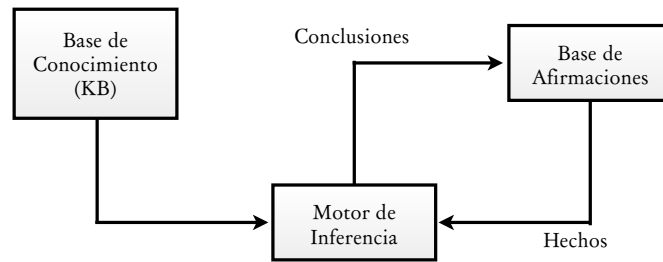 Base de
Conocimiento
(KB)
Conclusiones
Base de
Afirmaciones
Motor de
Inferencia
Hechos